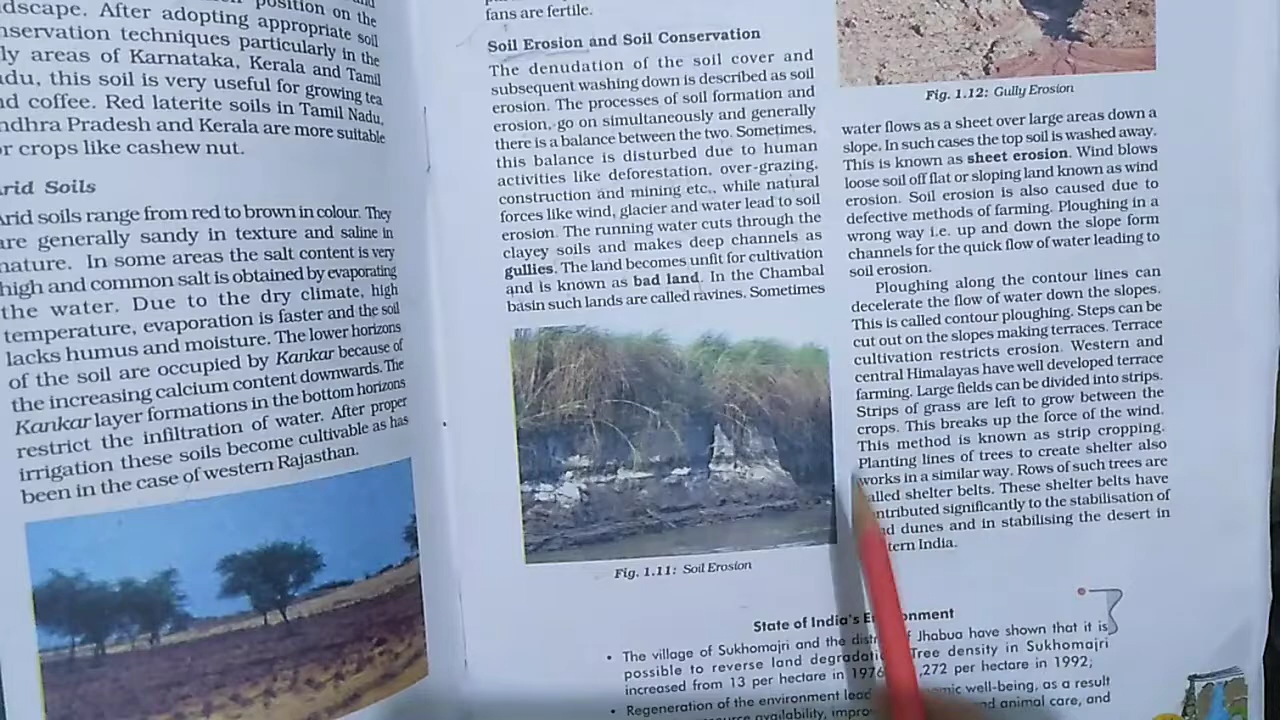 position on the
dscape. After adopting appropriate soil
nservation techniques particularly in the
ly areas of Karnataka, Kerala and Tamil
adu, this soil is very useful for growing tea
nd coffee. Red laterite soils in Tamil Nadu,
ndhra Pradesh and Kerala are more suitable
or crops like cashew nut.
Arid Soils
Arid soils range from red to brown in colour. They
are generally sandy in texture and saline in
nature. In some areas the salt content is very
high and common salt is obtained by evaporating
the water. Due to the dry climate, high
temperature, evaporation is faster and the soil
lacks humus and moisture. The lower horizons
of the soil are occupied by Kankar because of
the increasing calcium content downwards. The
Kankar layer formations in the bottom horizons
restrict the infiltration of water. After proper
irrigation these soils become cultivable as has
been in the case of western Rajasthan.
fans are fertile.
Soil Erosion and Soil Conservation
The denudation of the soil cover and
subsequent washing down is described as soil
erosion. The processes of soil formation and
erosion, go on simultaneously and generally
there is a balance between the two. Sometimes,
this balance is disturbed due to human
activities like deforestation, over-grazing,
construction and mining etc., while natural
forces like wind, glacier and water lead to soil
erosion. The running water cuts through the
clayey soils and makes deep channels as
gullies. The land becomes unfit for cultivation
and is known as bad land. In the Chambal
basin such lands are called ravines. Sometimes
Fig. 1.11: Soil Erosion
Fig. 1.12: Gully Erosion
water flows as a sheet over large areas down a
slope. In such cases the top soil is washed away.
This is known as sheet erosion. Wind blows
loose soil off flat or sloping land known as wind
erosion. Soil erosion is also caused due to
defective methods of farming. Ploughing in a
wrong way i.e. up and down the slope form
channels for the quick flow of water leading to
soil erosion.
Ploughing along the contour lines can
decelerate the flow of water down the slopes.
This is called contour ploughing. Steps can be
cut out on the slopes making terraces. Terrace
cultivation restricts erosion. Western and
central Himalayas have well developed terrace
farming. Large fields can be divided into strips.
Strips of grass are left to grow between the
crops. This breaks up the force of the wind.
This method is known as strip cropping.
Planting lines of trees to create shelter also
works in a similar way. Rows of such trees are
alled shelter belts. These shelter belts have
ntributed significantly to the stabilisation of
d dunes and in stabilising the desert in
tern India.
State of India's E onment
• The village of Sukhomajri and the distr f Jhabua have shown that it is
possible to reverse land degradati Tree density in Sukhomajri
increased from 13 per hectare in 1976 ,272 per hectare in 1992;
• Regeneration of the environment lead omic well-being, as a result
urce availability, impro d animal care, and